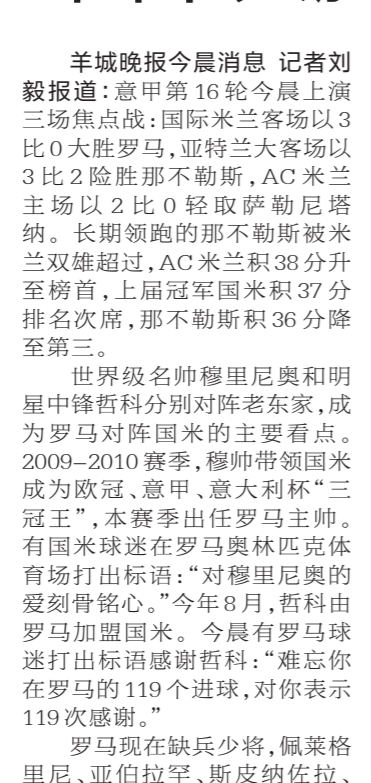 羊城晚报今晨消息 记者刘
毅报道:意甲第16轮今晨上演
三场焦点战:国际米兰客场以3
比0大胜罗马,亚特兰大客场以
3比2险胜那不勒斯,AC米兰
主场以2比0轻取萨勒尼塔
纳。长期领跑的那不勒斯被米
兰双雄超过,AC米兰积38分升
至榜首,上届冠军国米积37分
排名次席,那不勒斯积36分降
至第三。
世界级名帅穆里尼奥和明
星中锋哲科分别对阵老东家,成
为罗马对阵国米的主要看点。
2009–2010赛季,穆帅带领国米
成为欧冠、意甲、意大利杯“三
冠王”,本赛季出任罗马主帅。
有国米球迷在罗马奥林匹克体
育场打出标语:“对穆里尼奥的
爱刻骨铭心。”今年8月,哲科由
罗马加盟国米。今晨有罗马球
迷打出标语感谢哲科:“难忘你
在罗马的119个进球,对你表示
119次感谢。”
罗马现在缺兵少将,佩莱格
里尼、亚伯拉罕、斯皮纳佐拉、